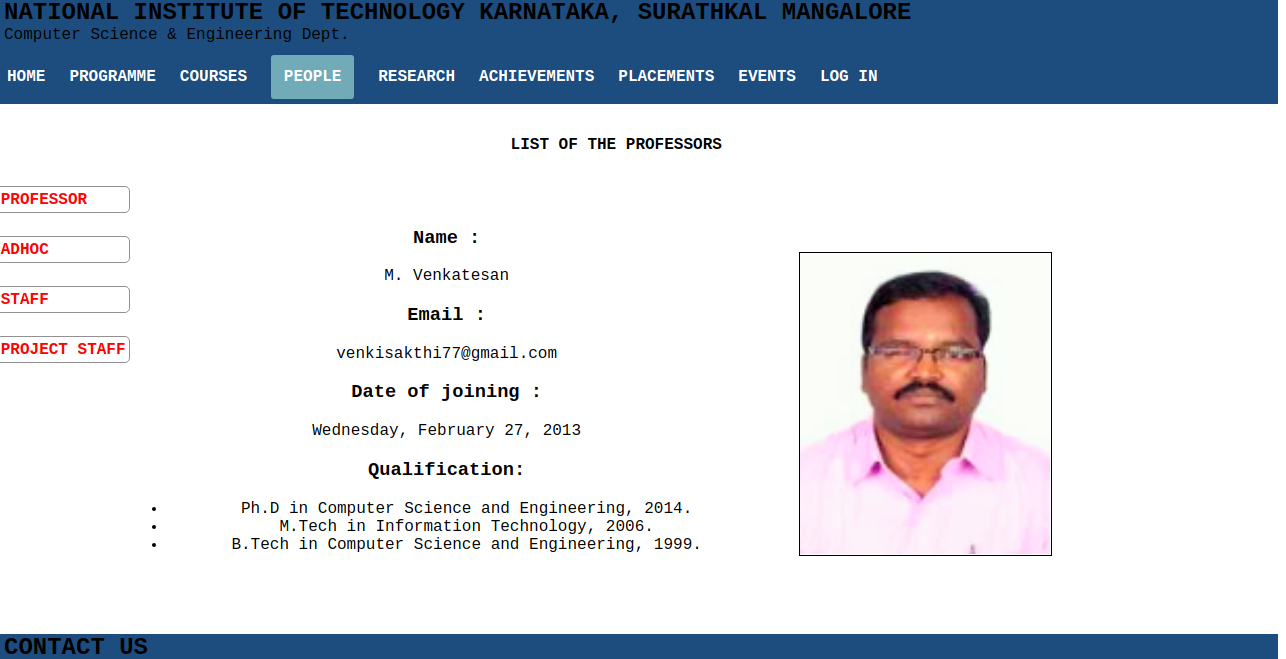 NATIONAL INSTITUTE OF TECHNOLOGY KARNATAKA, SURATHKAL MANGALORE
Computer Science & Engineering Dept.
HOME PROGRAMME COURSES PEOPLE RESEARCH ACHIEVEMENTS PLACEMENTS EVENTS LOG IN
LIST OF THE PROFESSORS
PROFESSOR
ADHOC
STAFF
PROJECT STAFF
Name :
M. Venkatesan
Email :
venkisakthi77@gmail.com
Date of joining :
Wednesday, February 27, 2013
Qualification:
Ph.D in Computer Science and Engineering, 2014.
M.Tech in Information Technology, 2006.
B.Tech in Computer Science and Engineering, 1999.
CONTACT US